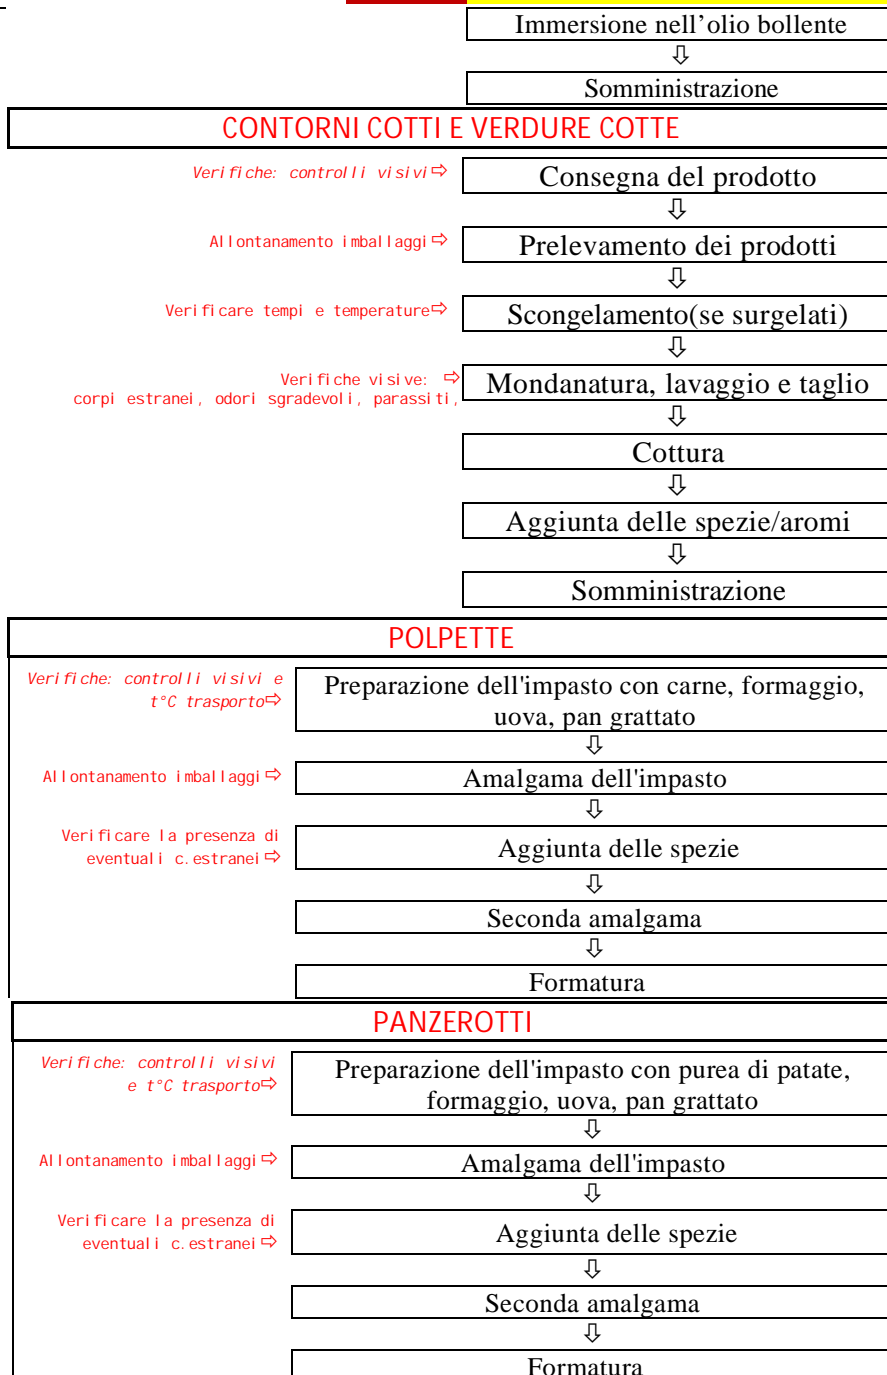 Immersione nell'olio bollente
⇩
Somministrazione
CONTORNI COTTI E VERDURE COTTE
Verifiche: controlli visivi⇨
Consegna del prodotto
⇩
Allontanamento imballaggi⇨
Prelevamento dei prodotti
⇩
Verificare tempi e temperature⇨
Scongelamento(se surgelati)
⇩
Verifiche visive: ⇨
corpi estranei, odori sgradevoli, parassiti,
Mondanatura, lavaggio e taglio
⇩
Cottura
⇩
Aggiunta delle spezie/aromi
⇩
Somministrazione
POLPETTE
Verifiche: controlli visivi e
t°C trasporto⇨
Preparazione dell'impasto con carne, formaggio,
uova, pan grattato
⇩
Allontanamento imballaggi⇨
Amalgama dell'impasto
⇩
Verificare la presenza di
eventuali c.estranei⇨
Aggiunta delle spezie
⇩
Seconda amalgama
⇩
Formatura
PANZEROTTI
Verifiche: controlli visivi
e t°C trasporto⇨
Preparazione dell'impasto con purea di patate,
formaggio, uova, pan grattato
⇩
Allontanamento imballaggi⇨
Amalgama dell'impasto
⇩
Verificare la presenza di
eventuali c.estranei⇨
Aggiunta delle spezie
⇩
Seconda amalgama
⇩
Formatura